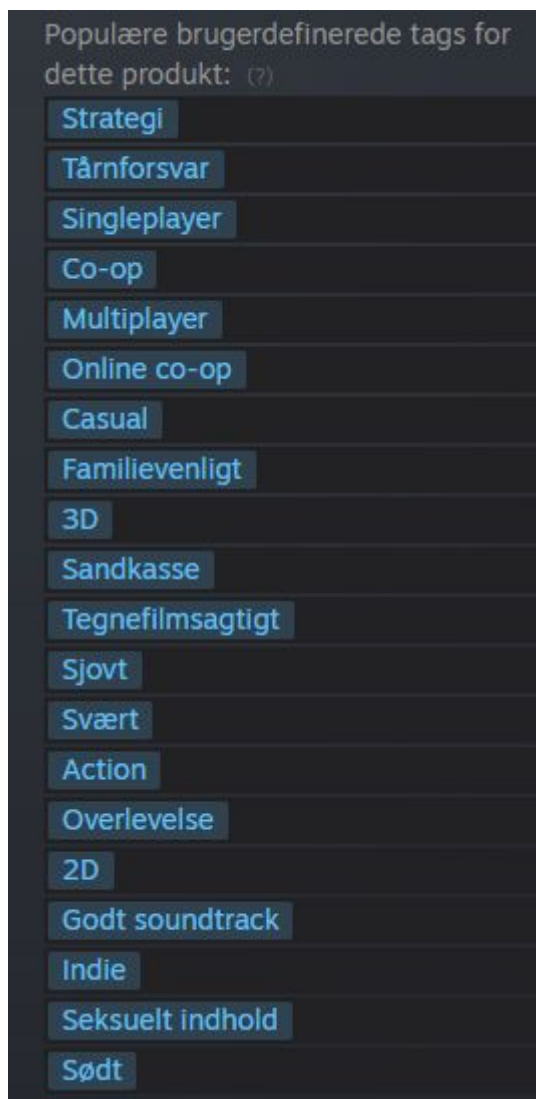 Populære brugerdefinerede tags for
dette produkt: (?)
Strategi
Tårnforsvar
Singleplayer
Co-op
Multiplayer
Online co-op
Casual
Familievenligt
3D
Sandkasse
Tegnefilmsagtigt
Sjovt
Svært
Action
Overlevelse
2D
Godt soundtrack
Indie
Seksuelt indhold
Sødt